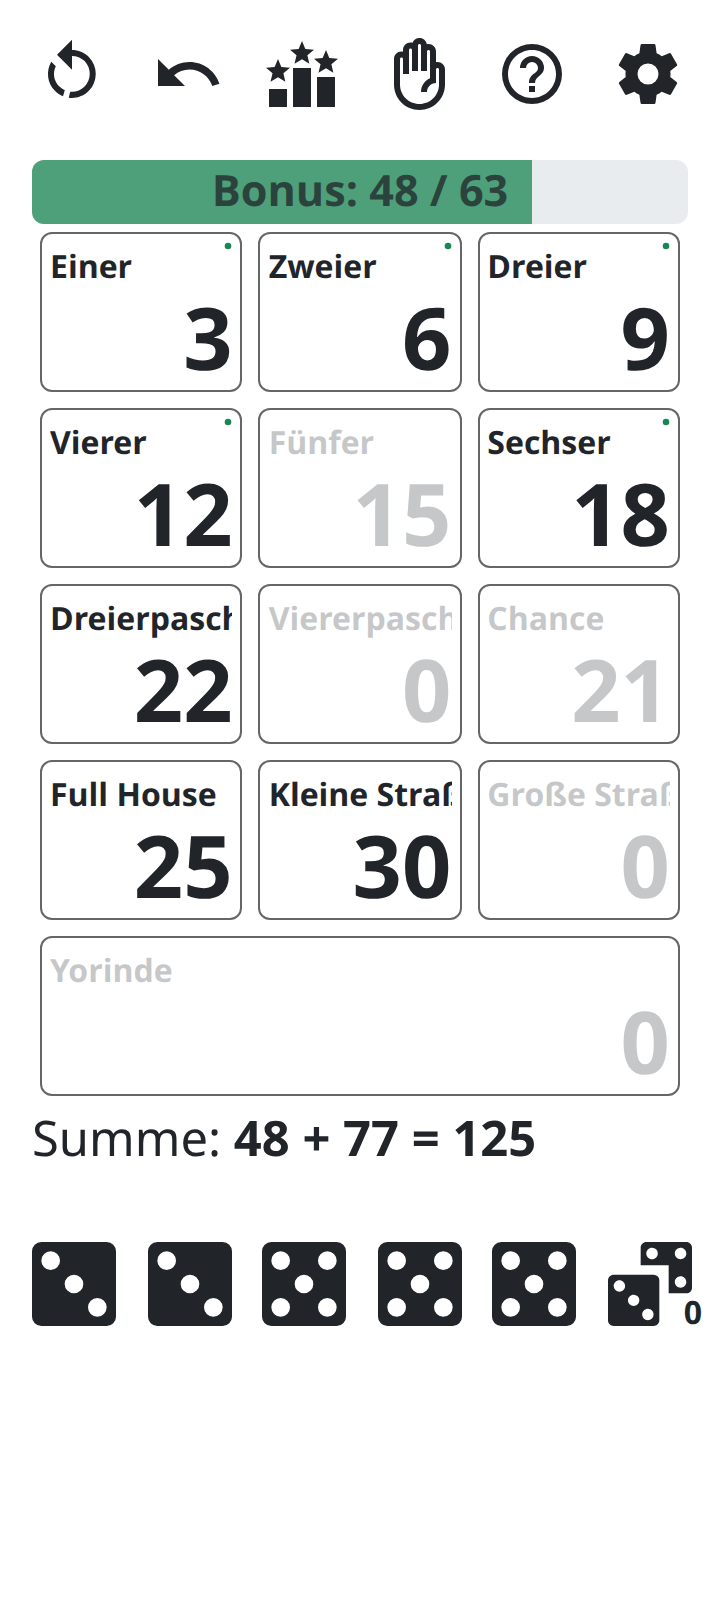 Bonus: 48 / 63
Einer
3
Zweier
6
Dreier
9
Vierer
12
Fünfer
15
Sechser
18
Dreierpasch
22
Viererpasch
0
Chance
21
Full House
25
Kleine Straß
30
Große Straß
0
Yorinde
0
Summe: 48 + 77 = 125
0